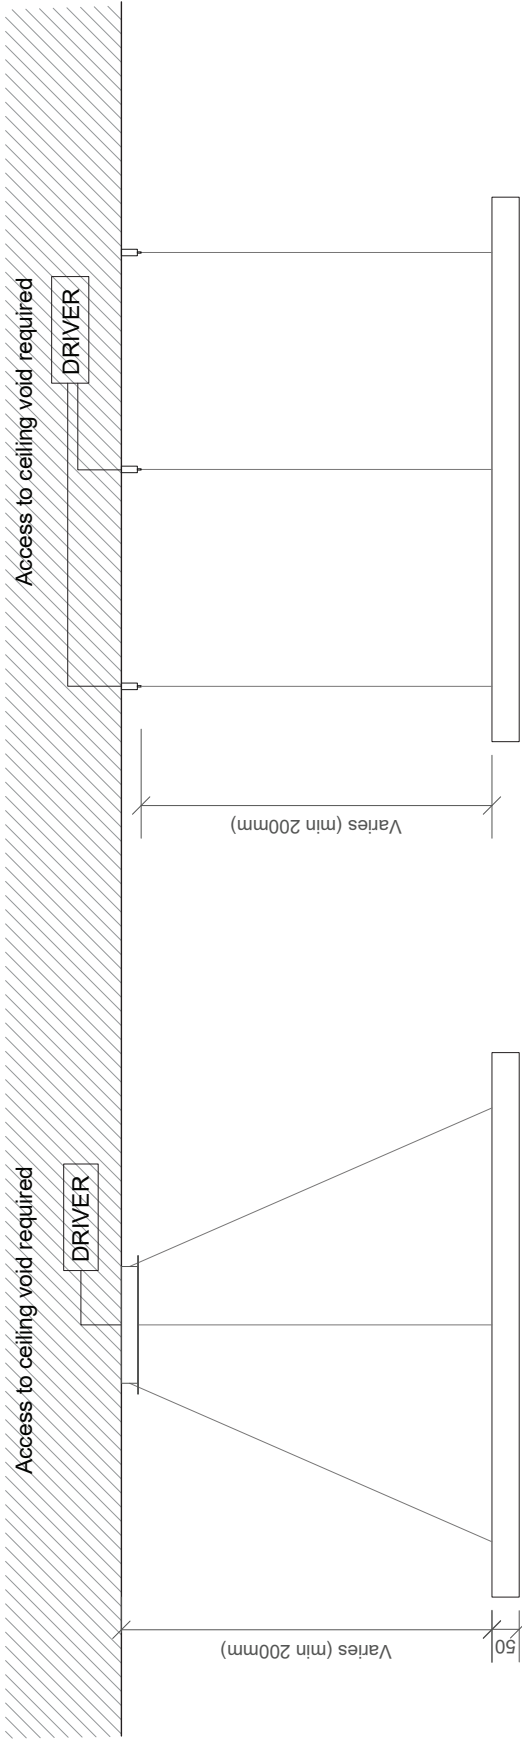 Access to ceiling void required
DRIVER
Varies (min 200mm)
50
Access to ceiling void required
DRIVER
Varies (min 200mm)